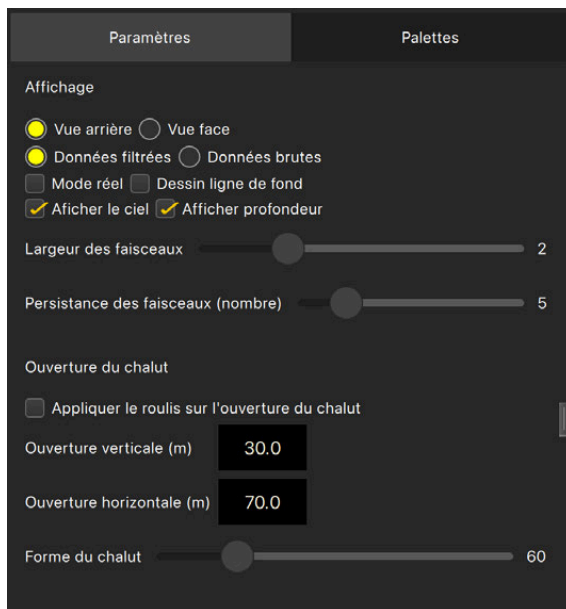 Paramètres Palettes
Affichage
Vue arrière Vue face
Données filtrées Données brutes
Mode réel Dessin ligne de fond
Aficher le ciel Afficher profondeur
Largeur des faisceaux 2
Persistance des faisceaux (nombre) 5
Ouverture du chalut
Appliquer le roulis sur l'ouverture du chalut
Ouverture verticale (m) 30.0
Ouverture horizontale (m) 70.0
Forme du chalut 60